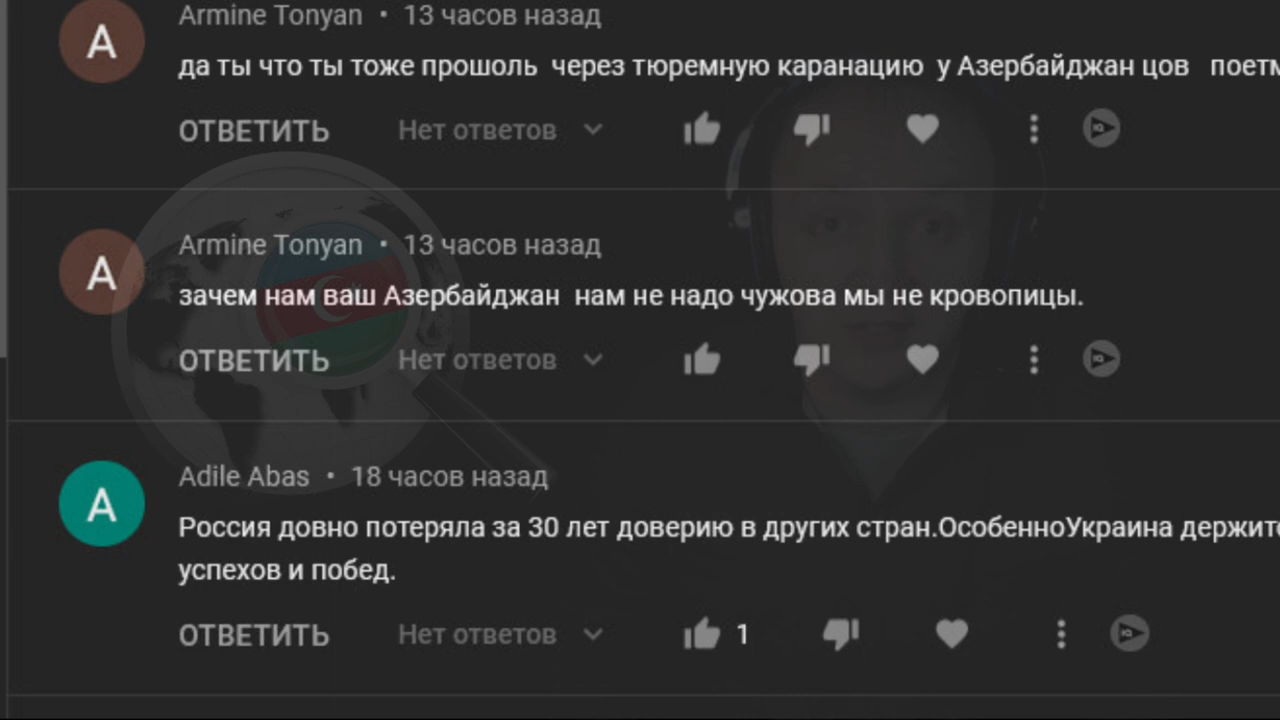 Armine Tonyan • 13 часов назад
да ты что ты тоже прошоль через тюремную каранацию у Азербайджан цов
ОТВЕТИТЬ Нет ответов
A
Armine Tonyan • 13 часов назад
зачем нам ваш Азербайджан нам не надо чужова мы не кровопицы.
ОТВЕТИТЬ Нет ответов
A
Adile Abas • 18 часов назад
Россия довно потеряла за 30 лет доверию в других стран.ОсобенноУкраина
успехов и побед.
ОТВЕТИТЬ Нет ответов 1
A